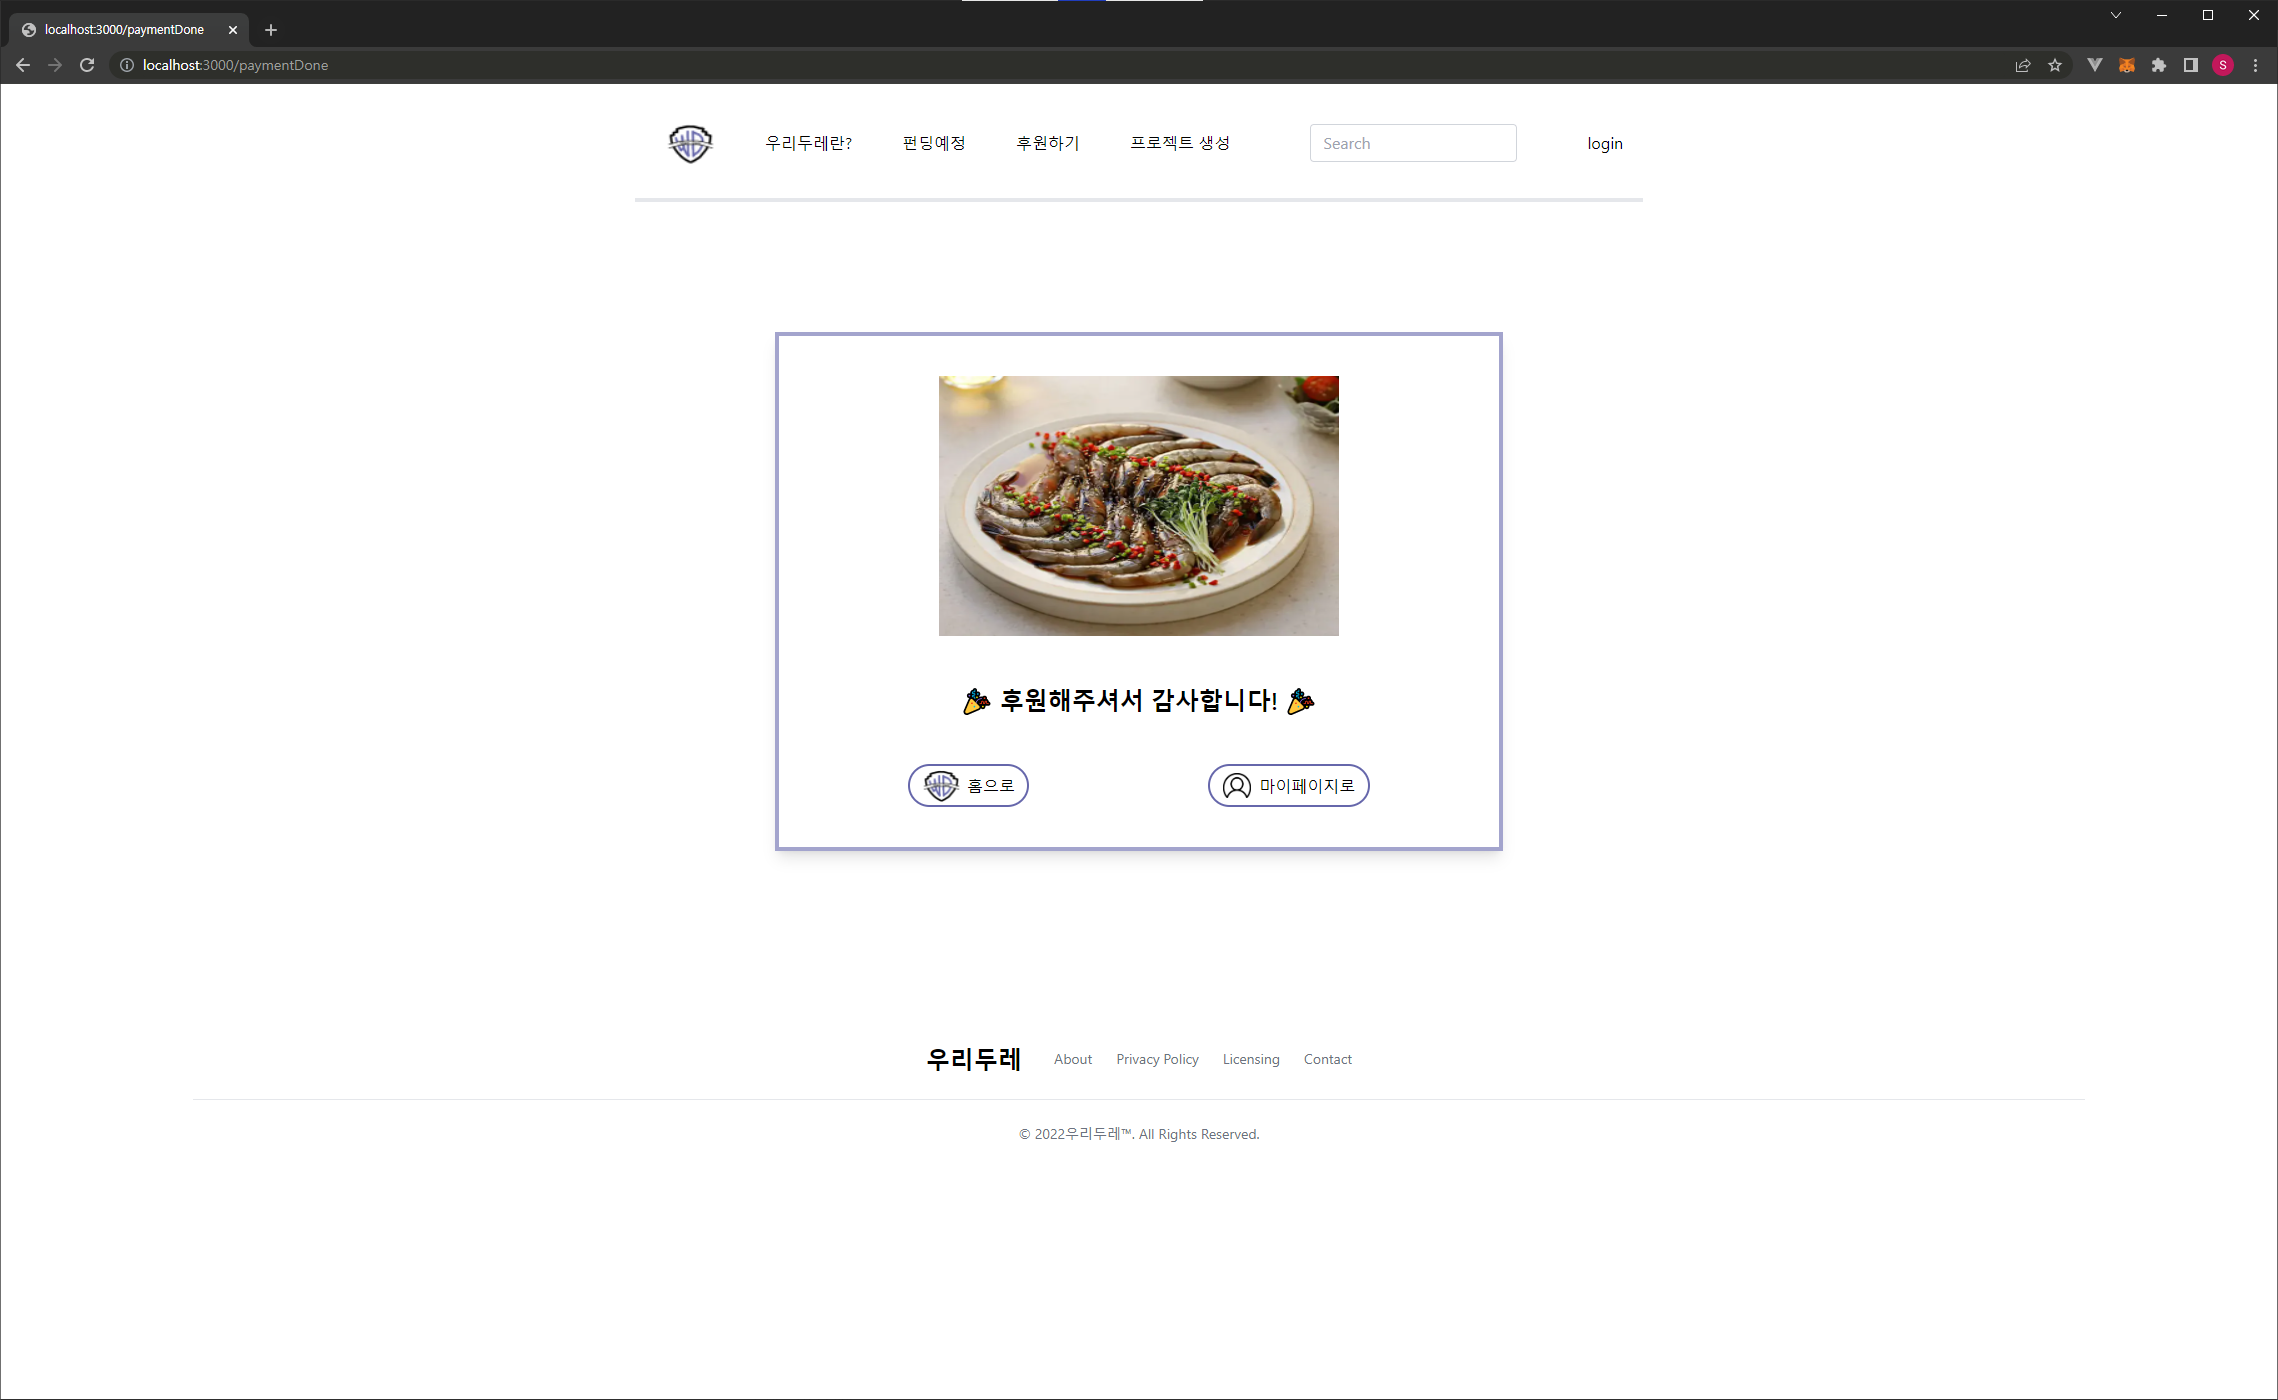 localhost:3000/paymentDone
localhost:3000/paymentDone
S
WD 우리두레란? 펀딩예정 후원하기 프로젝트 생성 Search login
후원해주셔서 감사합니다!
WD 홈으로 마이페이지로
우리두레 About Privacy Policy Licensing Contact
© 2022우리두레™. All Rights Reserved.